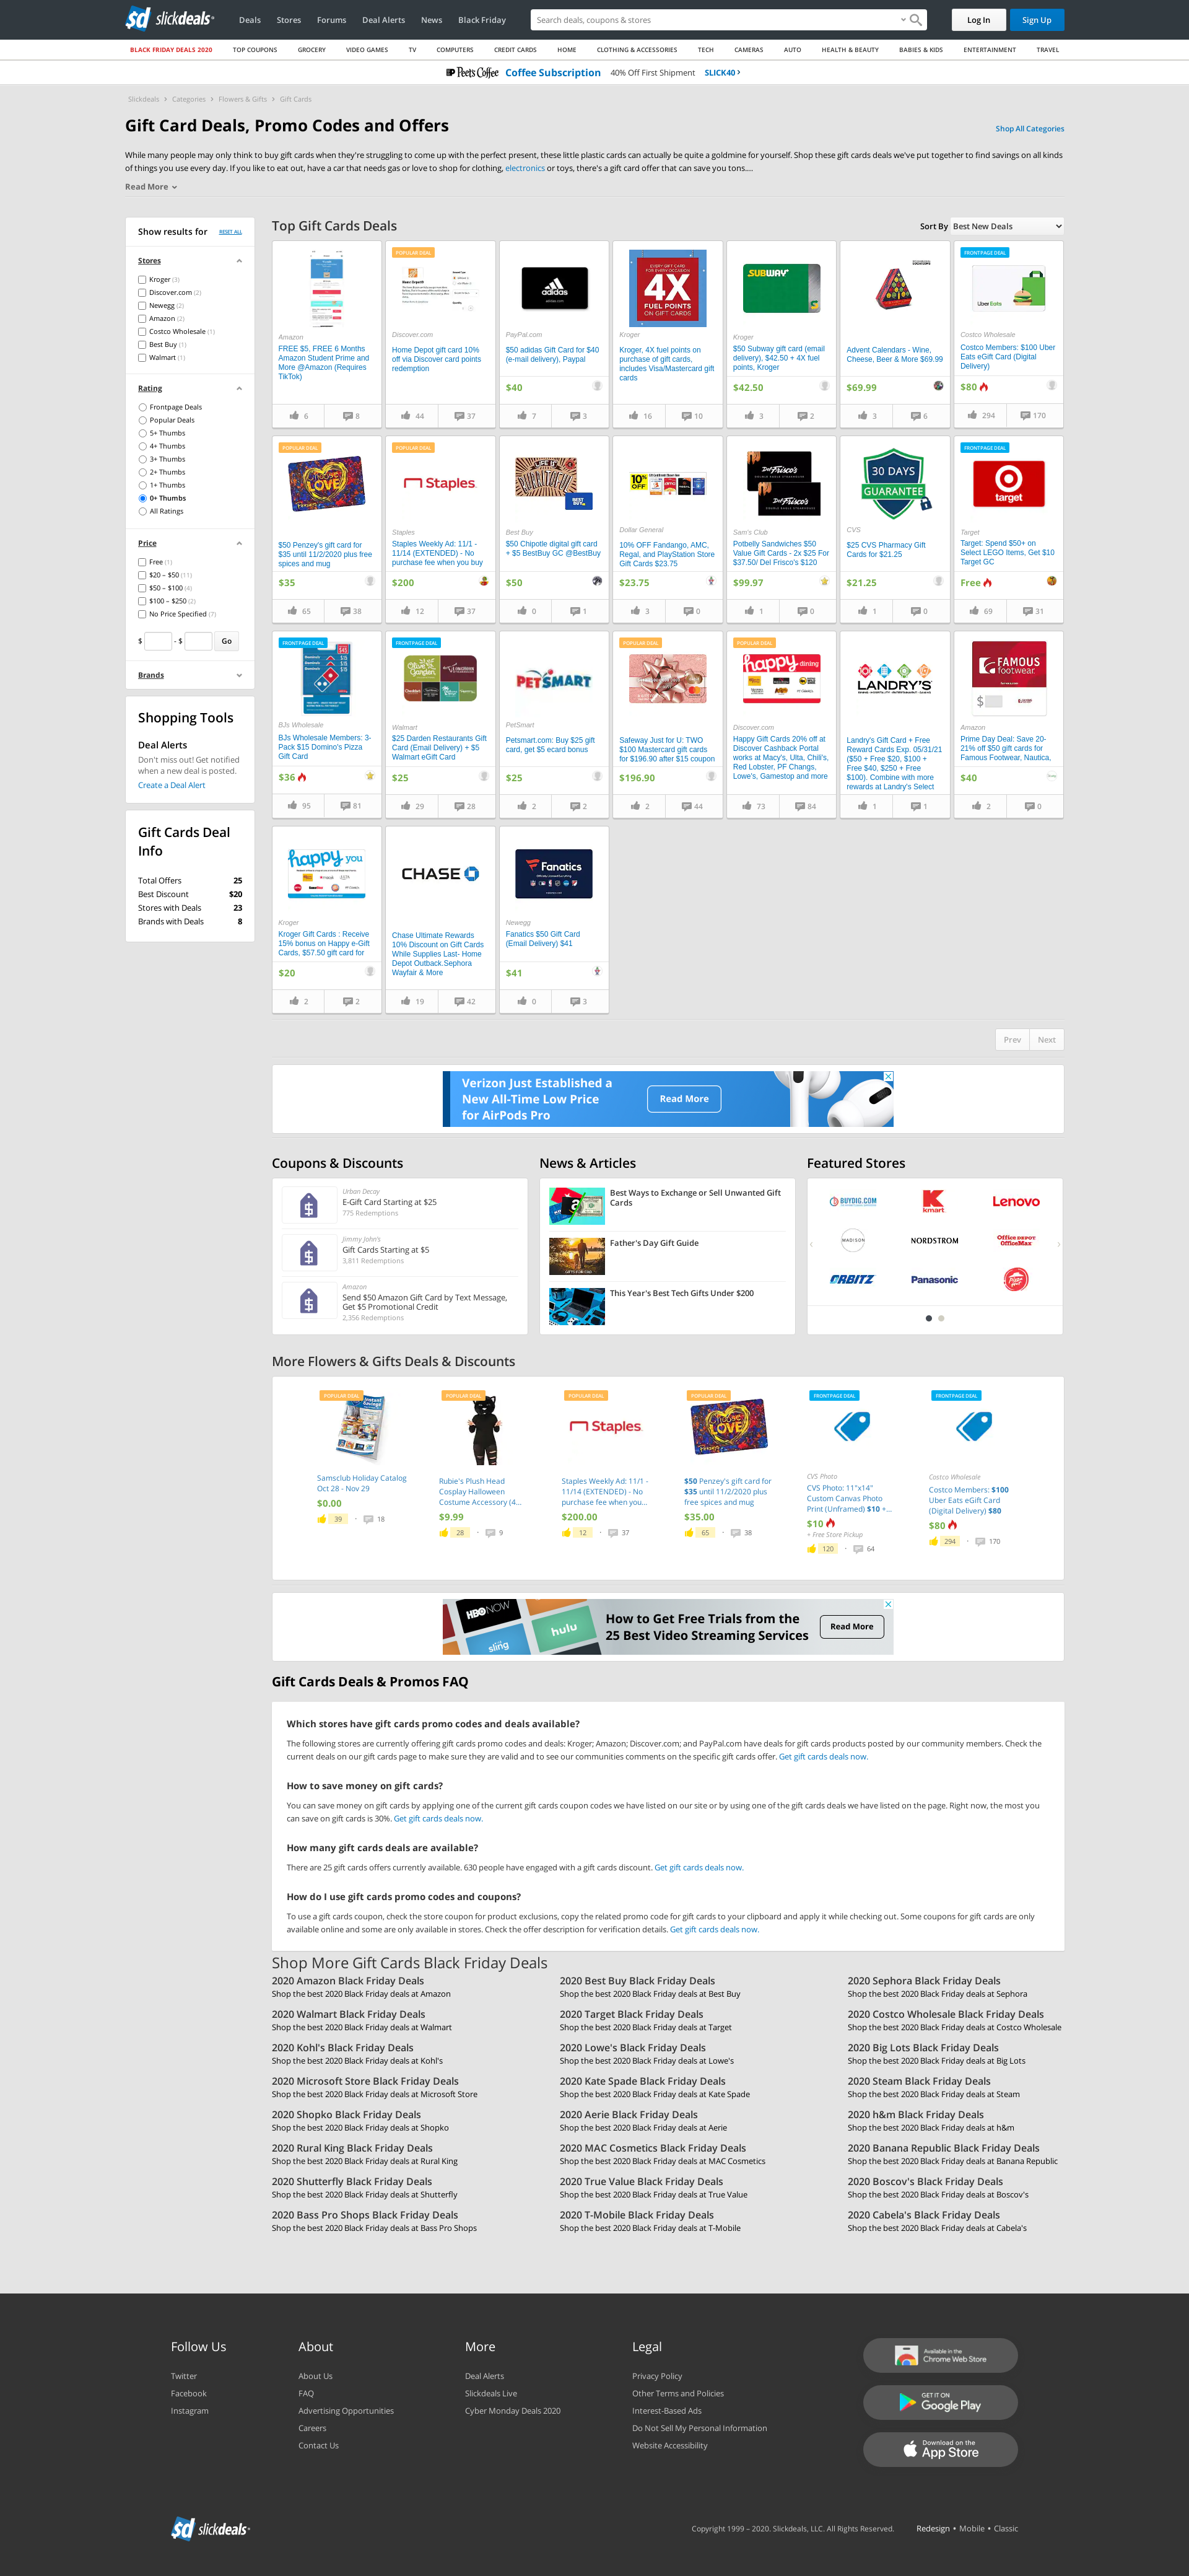 sd slickdeals
Deals Stores Forums Deal Alerts News Black Friday
Search deals, coupons & stores
Log In Sign Up
BLACK FRIDAY DEALS 2020 TOP COUPONS GROCERY VIDEO GAMES TV COMPUTERS CREDIT CARDS HOME CLOTHING & ACCESSORIES TECH CAMERAS AUTO HEALTH & BEAUTY BABIES & KIDS ENTERTAINMENT TRAVEL
Peet's Coffee Coffee Subscription 40% Off First Shipment SLICK40
Slickdeals > Categories > Flowers & Gifts > Gift Cards
Gift Card Deals, Promo Codes and Offers
Shop All Categories
While many people may only think to buy gift cards when they're struggling to come up with the perfect present, these little plastic cards can actually be quite a goldmine for yourself. Shop these gift cards deals we've put together to find savings on all kinds
of things you use every day. If you like to eat out, have a car that needs gas or love to shop for clothing, electronics or toys, there's a gift card offer that can save you tons....
Read More
Show results for RESET ALL
Stores
Kroger (3)
Discover.com (2)
Newegg (2)
Amazon (2)
Costco Wholesale (1)
Best Buy (1)
Walmart (1)
Rating
Frontpage Deals
Popular Deals
5+ Thumbs
4+ Thumbs
3+ Thumbs
2+ Thumbs
1+ Thumbs
0+ Thumbs
All Ratings
Price
Free (1)
$20 – $50 (11)
$50 – $100 (4)
$100 – $250 (2)
No Price Specified (7)
$ - $ Go
Brands
Shopping Tools
Deal Alerts
Don't miss out! Get notified
when a new deal is posted.
Create a Deal Alert
Gift Cards Deal
Info
Total Offers 25
Best Discount $20
Stores with Deals 23
Brands with Deals 8
Top Gift Cards Deals
Sort By Best New Deals
Amazon
FREE $5, FREE 6 Months
Amazon Student Prime and
More @Amazon (Requires
TikTok)
6 8
POPULAR DEAL
Discover.com
Home Depot gift card 10%
off via Discover card points
redemption
44 37
adidas
PayPal.com
$50 adidas Gift Card for $40
(e-mail delivery), Paypal
$40
7 3
EVERY GIFT CARD
FOR EVERY OCCASION
4X
FUEL POINTS
ON GIFT CARDS
Kroger
Kroger, 4X fuel points on
purchase of gift cards,
includes Visa/Mastercard gift
cards
16 10
SUBWAY
Kroger
$50 Subway gift card (email
delivery), $42.50 + 4X fuel
points, Kroger
$42.50
3 2
Advent Calendars - Wine,
Cheese, Beer & More $69.99
$69.99
3 6
FRONTPAGE DEAL
Uber Eats
Costco Wholesale
Costco Members: $100 Uber
Eats eGift Card (Digital
Delivery)
$80
294 170
POPULAR DEAL
$50 Penzey's gift card for
$35 until 11/2/2020 plus free
spices and mug
$35
65 38
POPULAR DEAL
Staples
Staples
Staples Weekly Ad: 11/1 -
11/14 (EXTENDED) - No
purchase fee when you buy
$200
12 37
BEST BUY
Best Buy
$50 Chipotle digital gift card
+ $5 BestBuy GC @BestBuy
$50
0 1
10% OFF
Dollar General
10% OFF Fandango, AMC,
Regal, and PlayStation Store
Gift Cards $23.75
$23.75
3 0
Del Frisco's
Del Frisco's
Sam's Club
Potbelly Sandwiches $50
Value Gift Cards - 2x $25 For
$37.50/ Del Frisco's $120
$99.97
1 0
30 DAYS
GUARANTEE
CVS
$25 CVS Pharmacy Gift
Cards for $21.25
$21.25
1 0
FRONTPAGE DEAL
target
Target
Target: Spend $50+ on
Select LEGO Items, Get $10
Target GC
Free
69 31
FRONTPAGE DEAL
$45
BJs Wholesale
BJs Wholesale Members: 3-
Pack $15 Domino's Pizza
Gift Card
$36
95 81
FRONTPAGE DEAL
Olive Garden
Walmart
$25 Darden Restaurants Gift
Card (Email Delivery) + $5
Walmart eGift Card
$25
29 28
PETSMART
PetSmart
Petsmart.com: Buy $25 gift
card, get $5 ecard bonus
$25
2 2
POPULAR DEAL
Safeway Just for U: TWO
$100 Mastercard gift cards
for $196.90 after $15 coupon
$196.90
2 44
POPULAR DEAL
happy dining
Discover.com
Happy Gift Cards 20% off at
Discover Cashback Portal
works at Macy's, Ulta, Chili's,
Red Lobster, PF Changs,
Lowe's, Gamestop and more
73 84
LANDRY'S
Landry's Gift Card + Free
Reward Cards Exp. 05/31/21
($50 + Free $20, $100 +
Free $40, $250 + Free
$100). Combine with more
rewards at Landry's Select
1 1
FAMOUS
footwear
$
Amazon
Prime Day Deal: Save 20-
21% off $50 gift cards for
Famous Footwear, Nautica,
$40
2 0
happy you
Kroger
Kroger Gift Cards : Receive
15% bonus on Happy e-Gift
Cards, $57.50 gift card for
$20
2 2
CHASE
Chase Ultimate Rewards
10% Discount on Gift Cards
While Supplies Last- Home
Depot Outback.Sephora
Wayfair & More
19 42
Fanatics
Newegg
Fanatics $50 Gift Card
(Email Delivery) $41
$41
0 3
Prev Next
Verizon Just Established a
New All-Time Low Price
for AirPods Pro
Read More
Coupons & Discounts
Urban Decay
E-Gift Card Starting at $25
775 Redemptions
Jimmy John's
Gift Cards Starting at $5
3,811 Redemptions
Amazon
Send $50 Amazon Gift Card by Text Message,
Get $5 Promotional Credit
2,356 Redemptions
News & Articles
Best Ways to Exchange or Sell Unwanted Gift
Cards
Father's Day Gift Guide
This Year's Best Tech Gifts Under $200
Featured Stores
BUYDIG.COM kmart Lenovo
MADISON NORDSTROM Office DEPOT OfficeMax
ORBITZ Panasonic Pizza Hut
More Flowers & Gifts Deals & Discounts
POPULAR DEAL
Instant Savings
Samsclub Holiday Catalog
Oct 28 - Nov 29
$0.00
39 18
POPULAR DEAL
Rubie's Plush Head
Cosplay Halloween
Costume Accessory (4...
$9.99
28 9
POPULAR DEAL
Staples
Staples Weekly Ad: 11/1 -
11/14 (EXTENDED) - No
purchase fee when you...
$200.00
12 37
POPULAR DEAL
$50 Penzey's gift card for
$35 until 11/2/2020 plus
free spices and mug
$35.00
65 38
FRONTPAGE DEAL
CVS Photo
CVS Photo: 11"x14"
Custom Canvas Photo
Print (Unframed) $10 +...
$10
+ Free Store Pickup
120 64
FRONTPAGE DEAL
Costco Wholesale
Costco Members: $100
Uber Eats eGift Card
(Digital Delivery) $80
$80
294 170
HBO NOW
sling
hulu
How to Get Free Trials from the
25 Best Video Streaming Services
Read More
Gift Cards Deals & Promos FAQ
Which stores have gift cards promo codes and deals available?
The following stores are currently offering gift cards promo codes and deals: Kroger; Amazon; Discover.com; and PayPal.com have deals for gift cards products posted by our community members. Check the
current deals on our gift cards page to make sure they are valid and to see our communities comments on the specific gift cards offer. Get gift cards deals now.
How to save money on gift cards?
You can save money on gift cards by applying one of the current gift cards coupon codes we have listed on our site or by using one of the gift cards deals we have listed on the page. Right now, the most you
can save on gift cards is 30%. Get gift cards deals now.
How many gift cards deals are available?
There are 25 gift cards offers currently available. 630 people have engaged with a gift cards discount. Get gift cards deals now.
How do I use gift cards promo codes and coupons?
To use a gift cards coupon, check the store coupon for product exclusions, copy the related promo code for gift cards to your clipboard and apply it while checking out. Some coupons for gift cards are only
available online and some are only available in stores. Check the offer description for verification details. Get gift cards deals now.
Shop More Gift Cards Black Friday Deals
2020 Amazon Black Friday Deals 2020 Best Buy Black Friday Deals 2020 Sephora Black Friday Deals
Shop the best 2020 Black Friday deals at Amazon Shop the best 2020 Black Friday deals at Best Buy Shop the best 2020 Black Friday deals at Sephora
2020 Walmart Black Friday Deals 2020 Target Black Friday Deals 2020 Costco Wholesale Black Friday Deals
Shop the best 2020 Black Friday deals at Walmart Shop the best 2020 Black Friday deals at Target Shop the best 2020 Black Friday deals at Costco Wholesale
2020 Kohl's Black Friday Deals 2020 Lowe's Black Friday Deals 2020 Big Lots Black Friday Deals
Shop the best 2020 Black Friday deals at Kohl's Shop the best 2020 Black Friday deals at Lowe's Shop the best 2020 Black Friday deals at Big Lots
2020 Microsoft Store Black Friday Deals 2020 Kate Spade Black Friday Deals 2020 Steam Black Friday Deals
Shop the best 2020 Black Friday deals at Microsoft Store Shop the best 2020 Black Friday deals at Kate Spade Shop the best 2020 Black Friday deals at Steam
2020 Shopko Black Friday Deals 2020 Aerie Black Friday Deals 2020 h&m Black Friday Deals
Shop the best 2020 Black Friday deals at Shopko Shop the best 2020 Black Friday deals at Aerie Shop the best 2020 Black Friday deals at h&m
2020 Rural King Black Friday Deals 2020 MAC Cosmetics Black Friday Deals 2020 Banana Republic Black Friday Deals
Shop the best 2020 Black Friday deals at Rural King Shop the best 2020 Black Friday deals at MAC Cosmetics Shop the best 2020 Black Friday deals at Banana Republic
2020 Shutterfly Black Friday Deals 2020 True Value Black Friday Deals 2020 Boscov's Black Friday Deals
Shop the best 2020 Black Friday deals at Shutterfly Shop the best 2020 Black Friday deals at True Value Shop the best 2020 Black Friday deals at Boscov's
2020 Bass Pro Shops Black Friday Deals 2020 T-Mobile Black Friday Deals 2020 Cabela's Black Friday Deals
Shop the best 2020 Black Friday deals at Bass Pro Shops Shop the best 2020 Black Friday deals at T-Mobile Shop the best 2020 Black Friday deals at Cabela's
Follow Us
Twitter
Facebook
Instagram
About
About Us
FAQ
Advertising Opportunities
Careers
Contact Us
More
Deal Alerts
Slickdeals Live
Cyber Monday Deals 2020
Legal
Privacy Policy
Other Terms and Policies
Interest-Based Ads
Do Not Sell My Personal Information
Website Accessibility
Available in the
Chrome Web Store
GET IT ON
Google Play
Download on the
App Store
sd slickdeals
Copyright 1999 – 2020. Slickdeals, LLC. All Rights Reserved. Redesign • Mobile • Classic